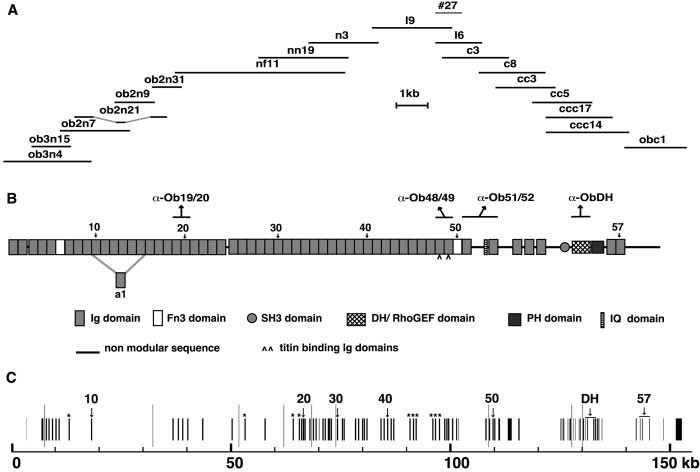 A
#27
l9
n3
l6
nn19
c3
nf11
c8
ob2n31
cc3
ob2n9
1kb
cc5
ob2n21
ccc17
ob2n7
ccc14
ob3n15
obc1
ob3n4
B
α-Ob19/20
α-Ob48/49
α-Ob51/52
α-ObDH
10
20
30
40
50
57
a1
Ig domain
Fn3 domain
SH3 domain
DH/ RhoGEF domain
PH domain
IQ domain
non modular sequence
^^ titin binding Ig domains
C
10
20
30
40
50
DH
57
0
50
100
150 kb